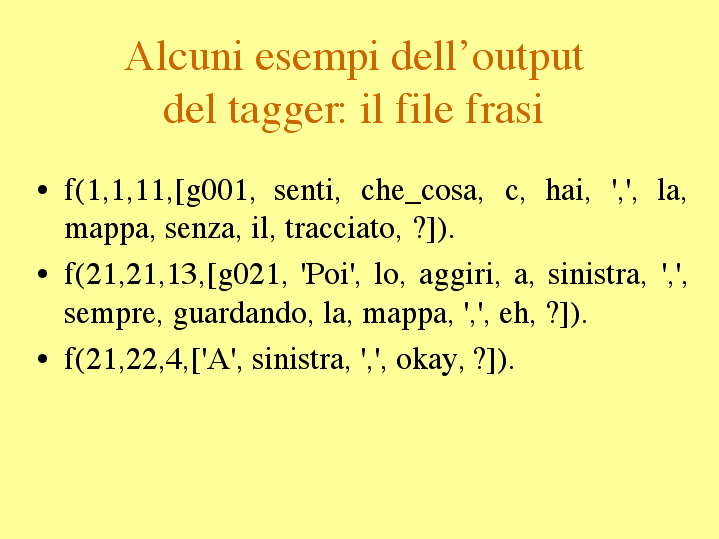 Alcuni esempi dell’output
del tagger: il file frasi
• f(1,1,11,[g001, senti, che_cosa, c, hai, ',', la,
mappa, senza, il, tracciato, ?]).
• f(21,21,13,[g021, 'Poi', lo, aggiri, a, sinistra, ',',
sempre, guardando, la, mappa, ',', eh, ?]).
• f(21,22,4,['A', sinistra, ',', okay, ?]).